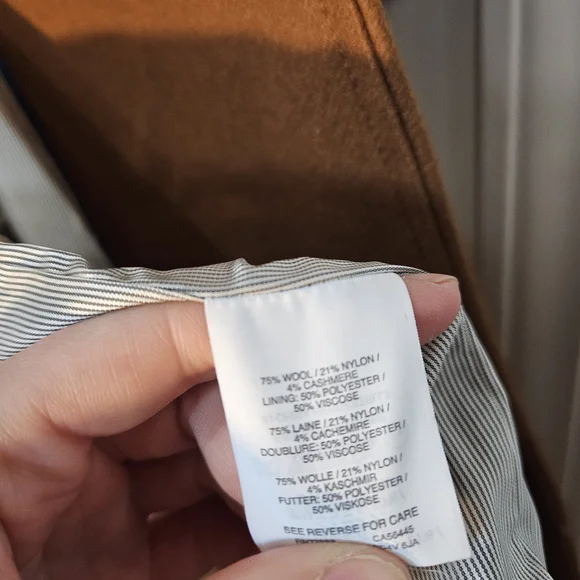 75% WOOL / 21% NYLON /
4% CASHMERE
LINING: 50% POLYESTER /
50% VISCOSE
75% LAINE / 21% NYLON /
4% CACHEMIRE
DOUBLURE: 50% POLYESTER /
50% VISCOSE
75% WOLLE / 21% NYLON /
4% KASCHMIR
FUTTER: 50% POLYESTER /
50% VISKOSE
SEE REVERSE FOR CARE
CA56445
6JA